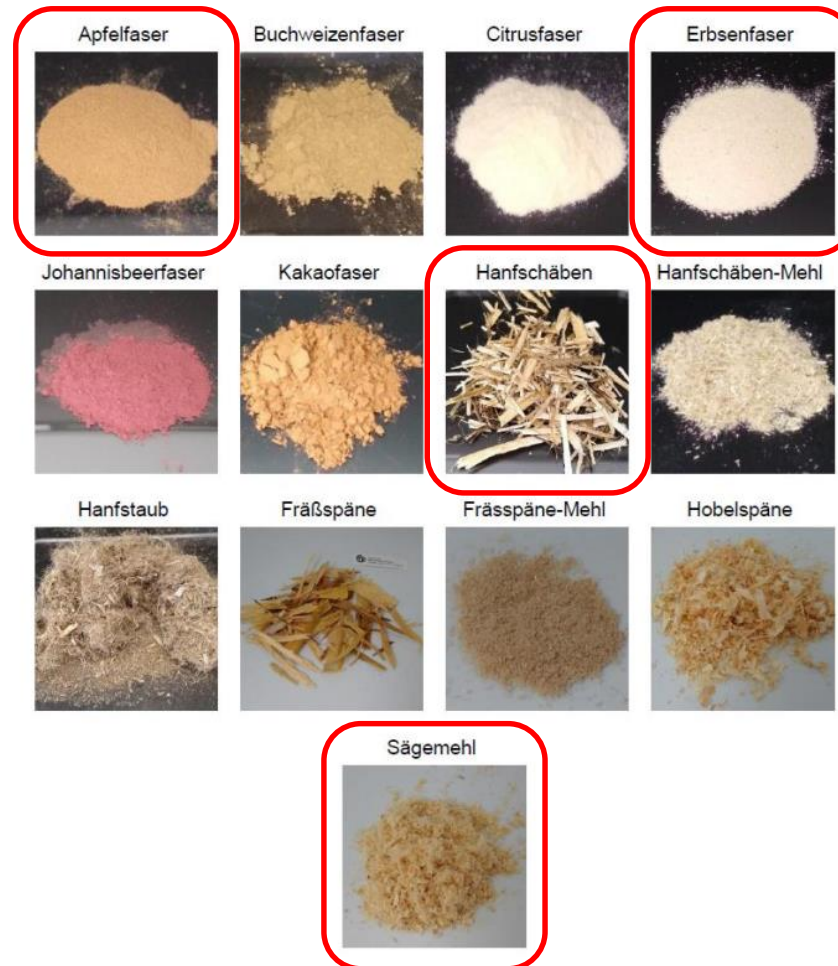 Apfelfaser
Buchweizenfaser
Citrusfaser
Erbsenfaser
Johannisbeerfaser
Kakaofaser
Hanfschäben
Hanfschäben-Mehl
Hanfstaub
Fräßspäne
Frässpäne-Mehl
Hobelspäne
Sägemehl